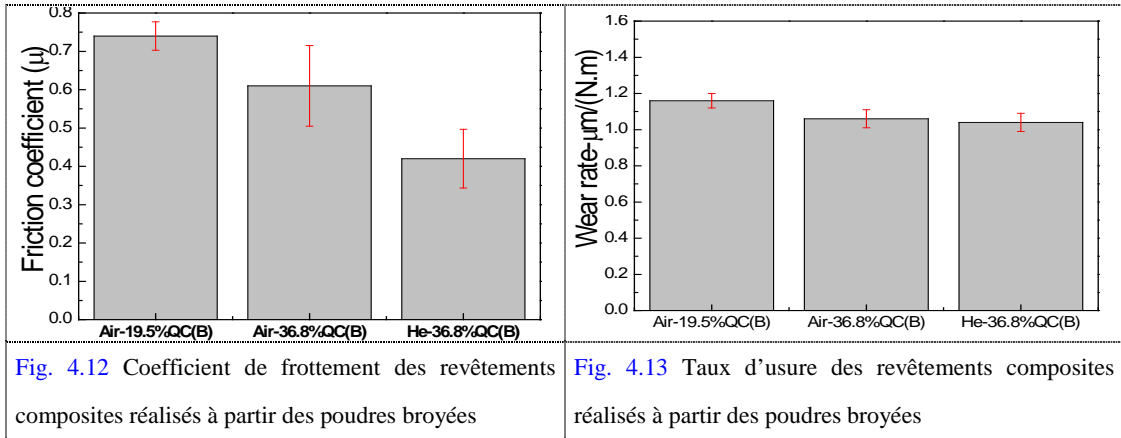 0.8
0.7
0.6
0.5
0.4
0.3
0.2
0.1
0.0
Friction coefficient (μ)
Air-19.5%QC(B) Air-36.8%QC(B) He-36.8%QC(B)
1.6
1.4
1.2
1.0
0.8
0.6
0.4
0.2
0.0
Wear rate-μm/(N.m)
Air-19.5%QC(B) Air-36.8%QC(B) He-36.8%QC(B)
Fig. 4.12 Coefficient de frottement des revêtements
composites réalisés à partir des poudres broyées
Fig. 4.13 Taux d’usure des revêtements composites
réalisés à partir des poudres broyées